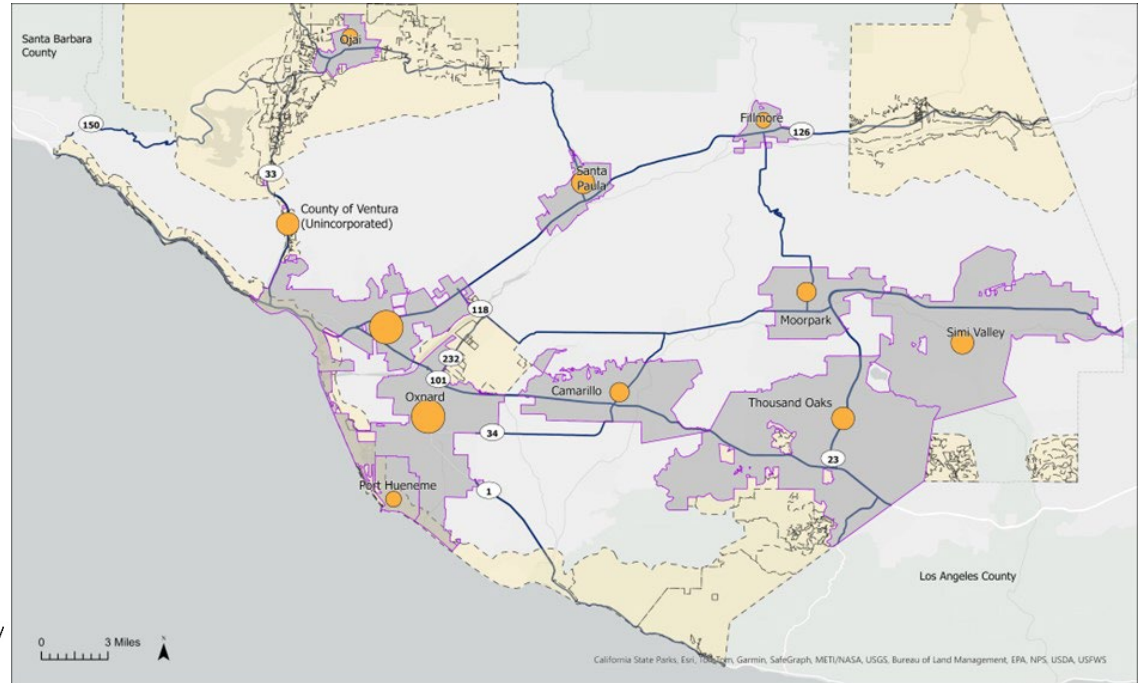 Santa Barbara
County
Ojai
150
33
Fillmore
126
Santa
Paula
County of Ventura
(Unincorporated)
118
Moorpark
Simi Valley
232
101
Oxnard
Camarillo
Thousand Oaks
34
23
Port Hueneme
1
Los Angeles County
0 3 Miles
N
California State Parks, Esri, TomTom, Garmin, SafeGraph, METI/NASA, USGS, Bureau of Land Management, EPA, NPS, USDA, USFWS